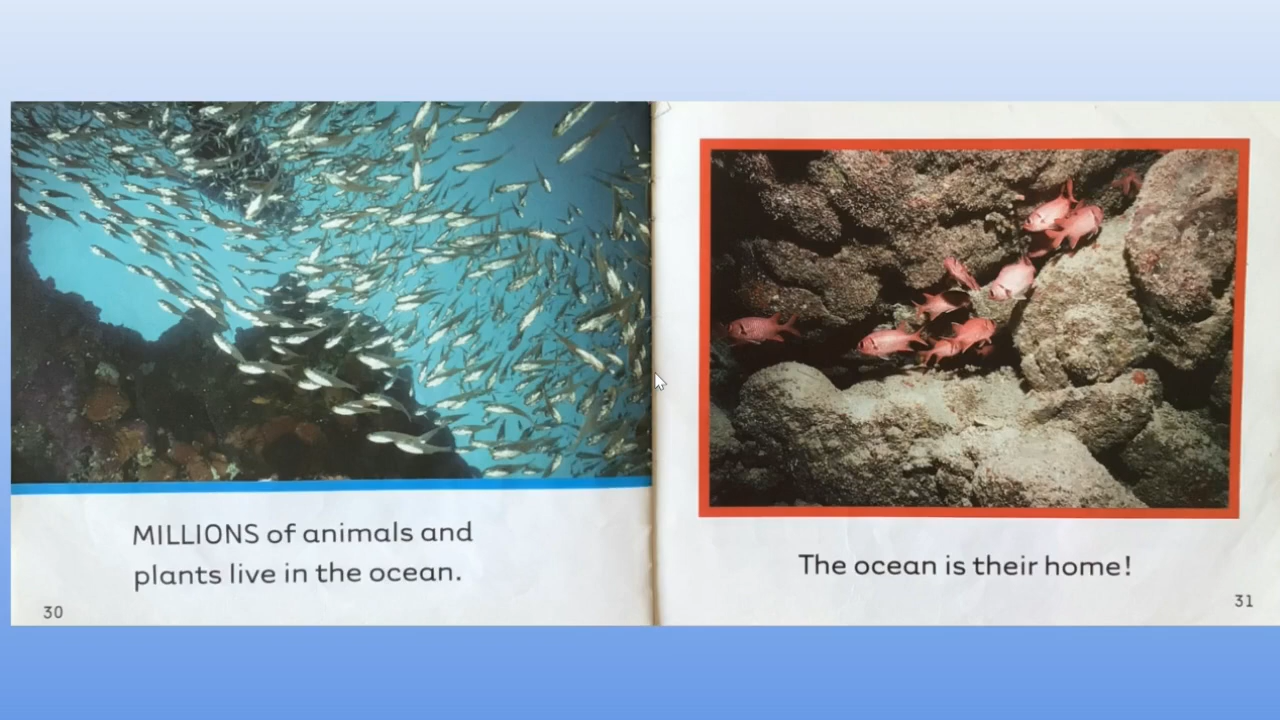 MILLIONS of animals and
plants live in the ocean.
30
The ocean is their home!
31